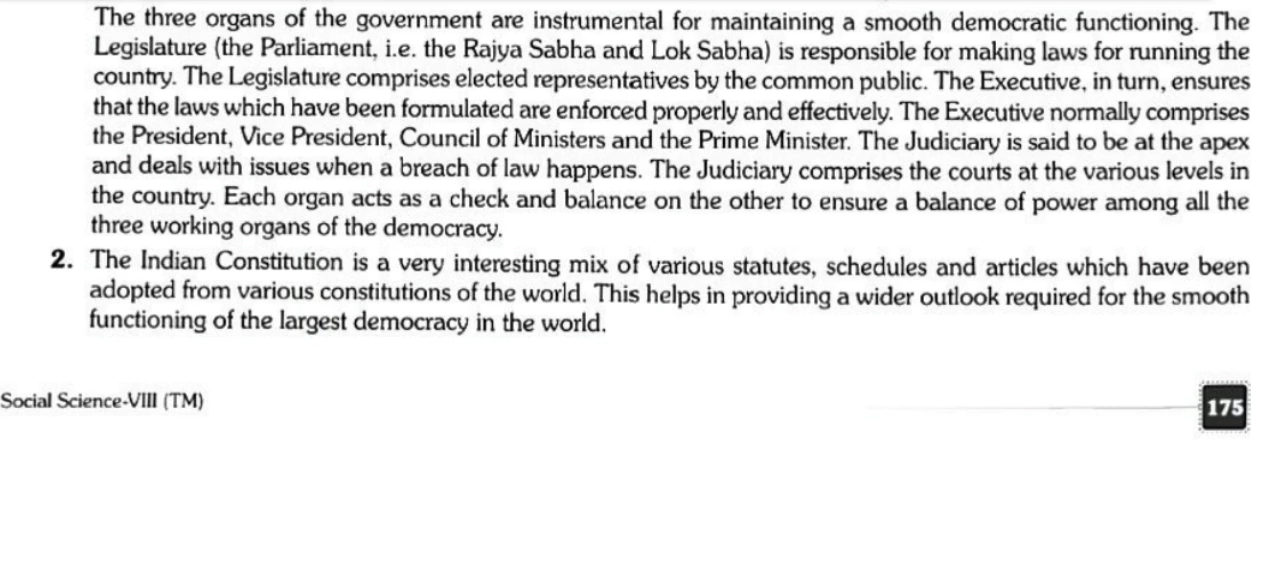 The three organs of the government are instrumental for maintaining a smooth democratic functioning. The
Legislature (the Parliament, i.e. the Rajya Sabha and Lok Sabha) is responsible for making laws for running the
country. The Legislature comprises elected representatives by the common public. The Executive, in turn, ensures
that the laws which have been formulated are enforced properly and effectively. The Executive normally comprises
the President, Vice President, Council of Ministers and the Prime Minister. The Judiciary is said to be at the apex
and deals with issues when a breach of law happens. The Judiciary comprises the courts at the various levels in
the country. Each organ acts as a check and balance on the other to ensure a balance of power among all the
three working organs of the democracy.
2. The Indian Constitution is a very interesting mix of various statutes, schedules and articles which have been
adopted from various constitutions of the world. This helps in providing a wider outlook required for the smooth
functioning of the largest democracy in the world.
Social Science-VIII (TM)
175